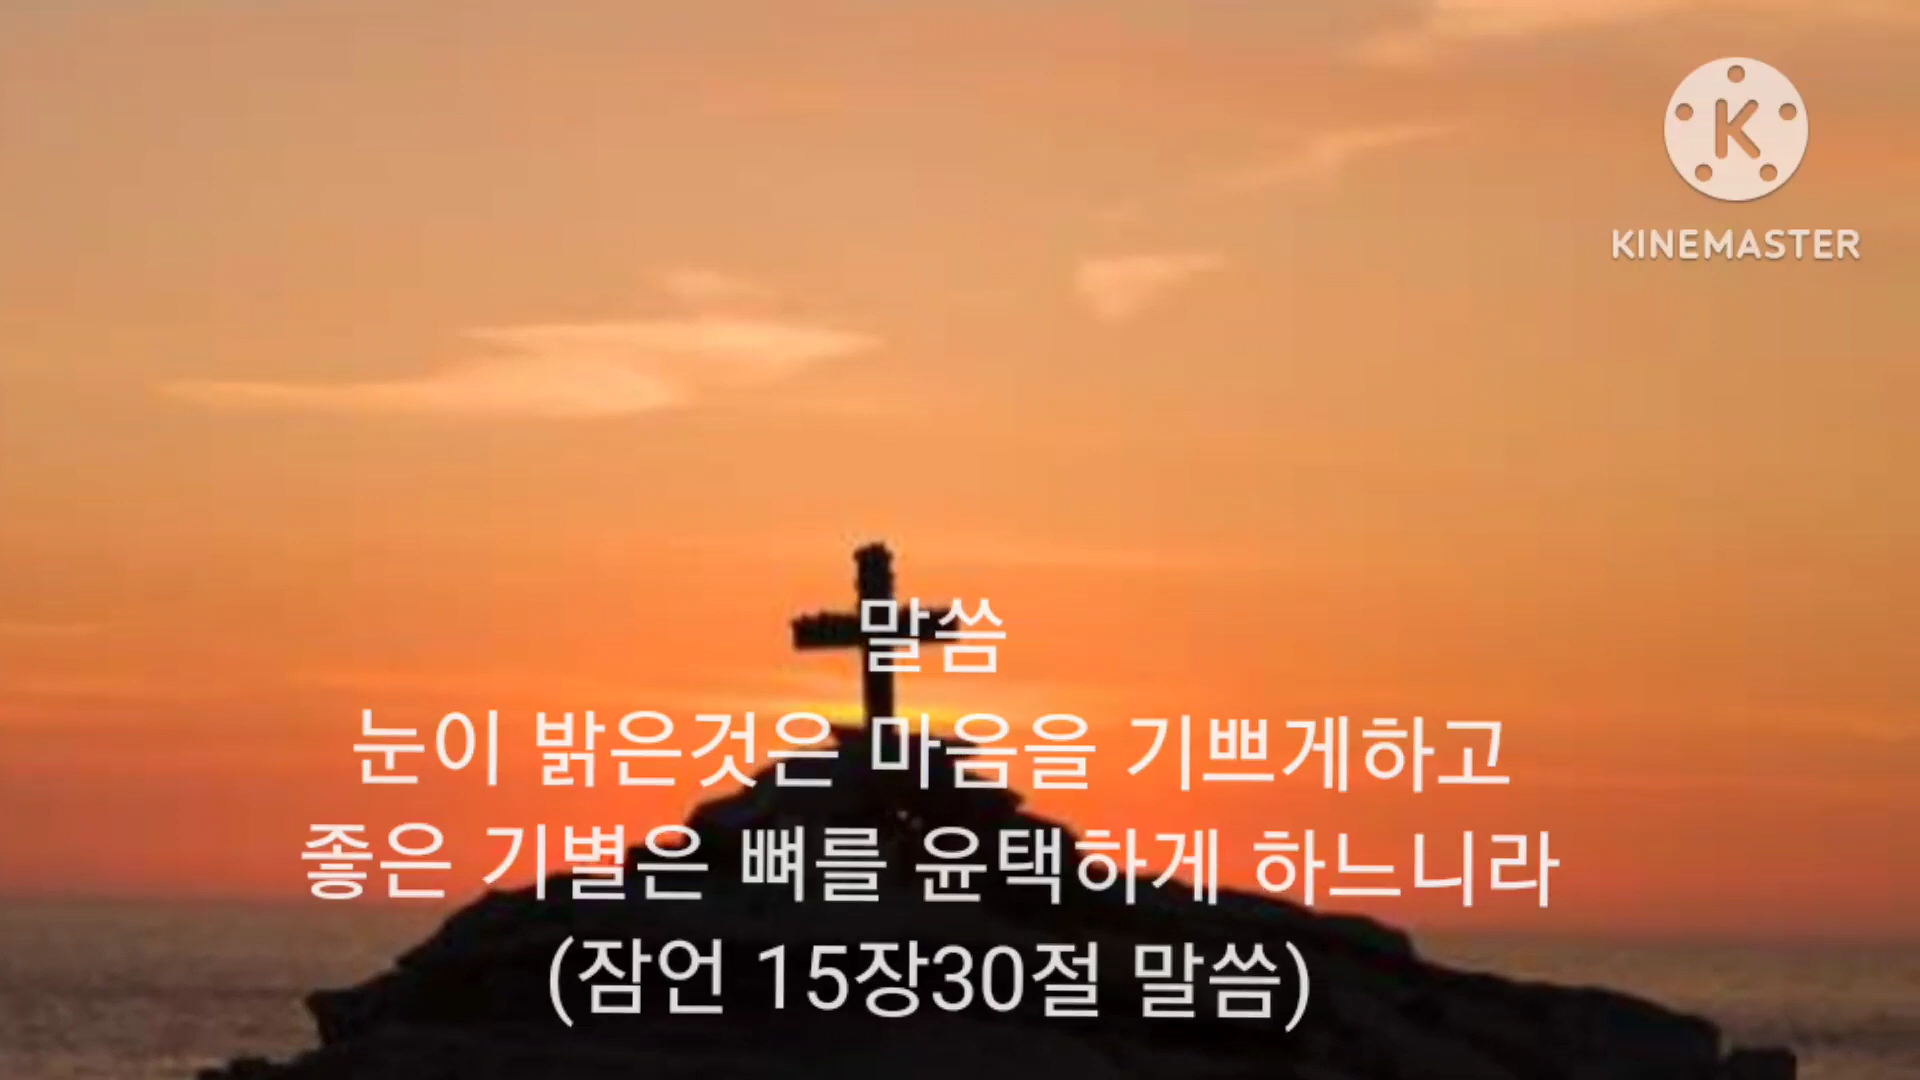 KINEMASTER
말씀
눈이 밝은것은 마음을 기쁘게하고
좋은 기별은 뼈를 윤택하게 하느니라
(잠언 15장30절 말씀)